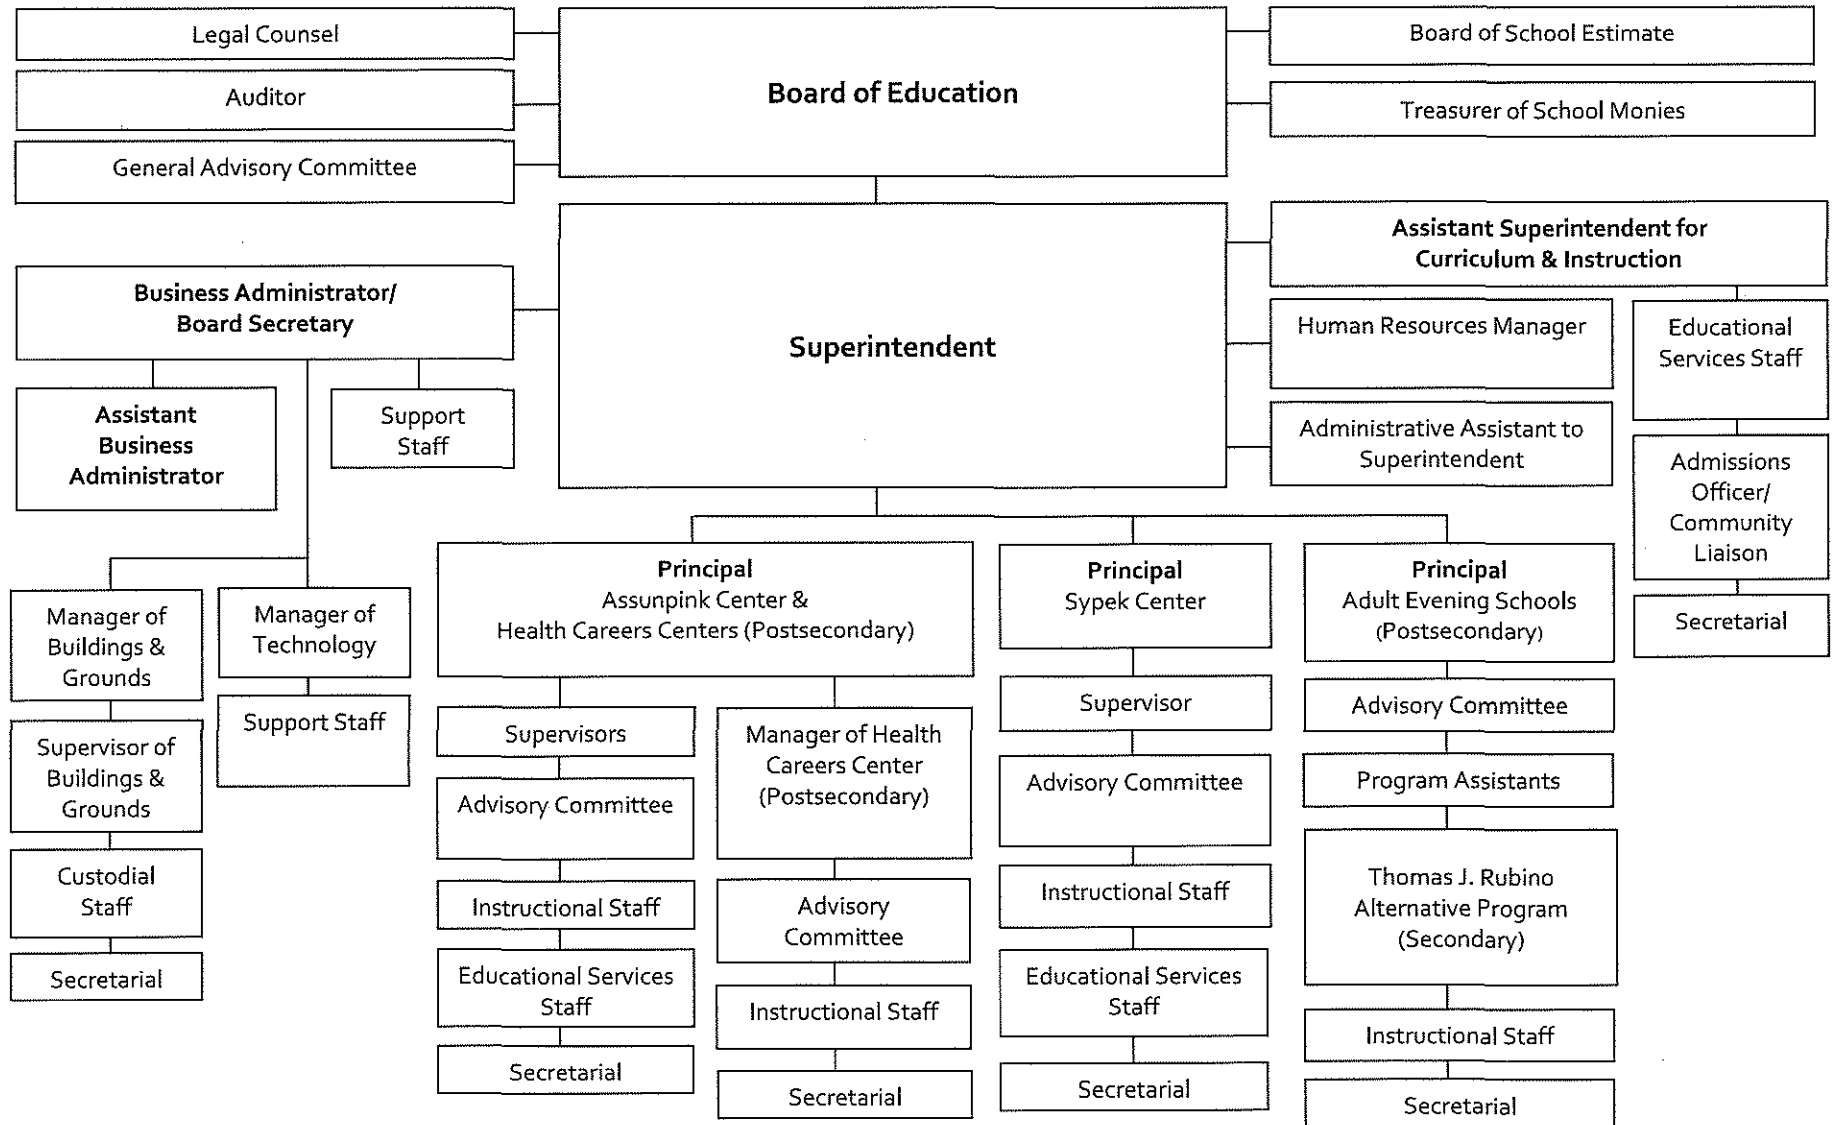 Legal Counsel
Auditor
General Advisory Committee
Board of Education
Board of School Estimate
Treasurer of School Monies
Superintendent
Business Administrator/
Board Secretary
Assistant
Business
Administrator
Support
Staff
Assistant Superintendent for
Curriculum & Instruction
Human Resources Manager
Administrative Assistant to
Superintendent
Educational
Services Staff
Admissions
Officer/
Community
Liaison
Secretarial
Manager of
Buildings &
Grounds
Supervisor of
Buildings &
Grounds
Custodial
Staff
Secretarial
Manager of
Technology
Support Staff
Principal
Assunpink Center &
Health Careers Centers (Postsecondary)
Supervisors
Advisory Committee
Instructional Staff
Educational Services
Staff
Secretarial
Manager of Health
Careers Center
(Postsecondary)
Advisory
Committee
Instructional Staff
Secretarial
Principal
Sypek Center
Supervisor
Advisory Committee
Instructional Staff
Educational Services
Staff
Secretarial
Principal
Adult Evening Schools
(Postsecondary)
Advisory Committee
Program Assistants
Thomas J. Rubino
Alternative Program
(Secondary)
Instructional Staff
Secretarial